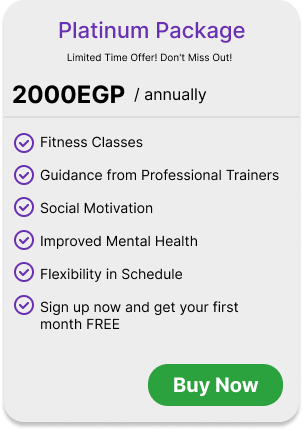 Platinum Package
Limited Time Offer! Don't Miss Out!
2000EGP / annually
Fitness Classes
Guidance from Professional Trainers
Social Motivation
Improved Mental Health
Flexibility in Schedule
Sign up now and get your first
month FREE
Buy Now